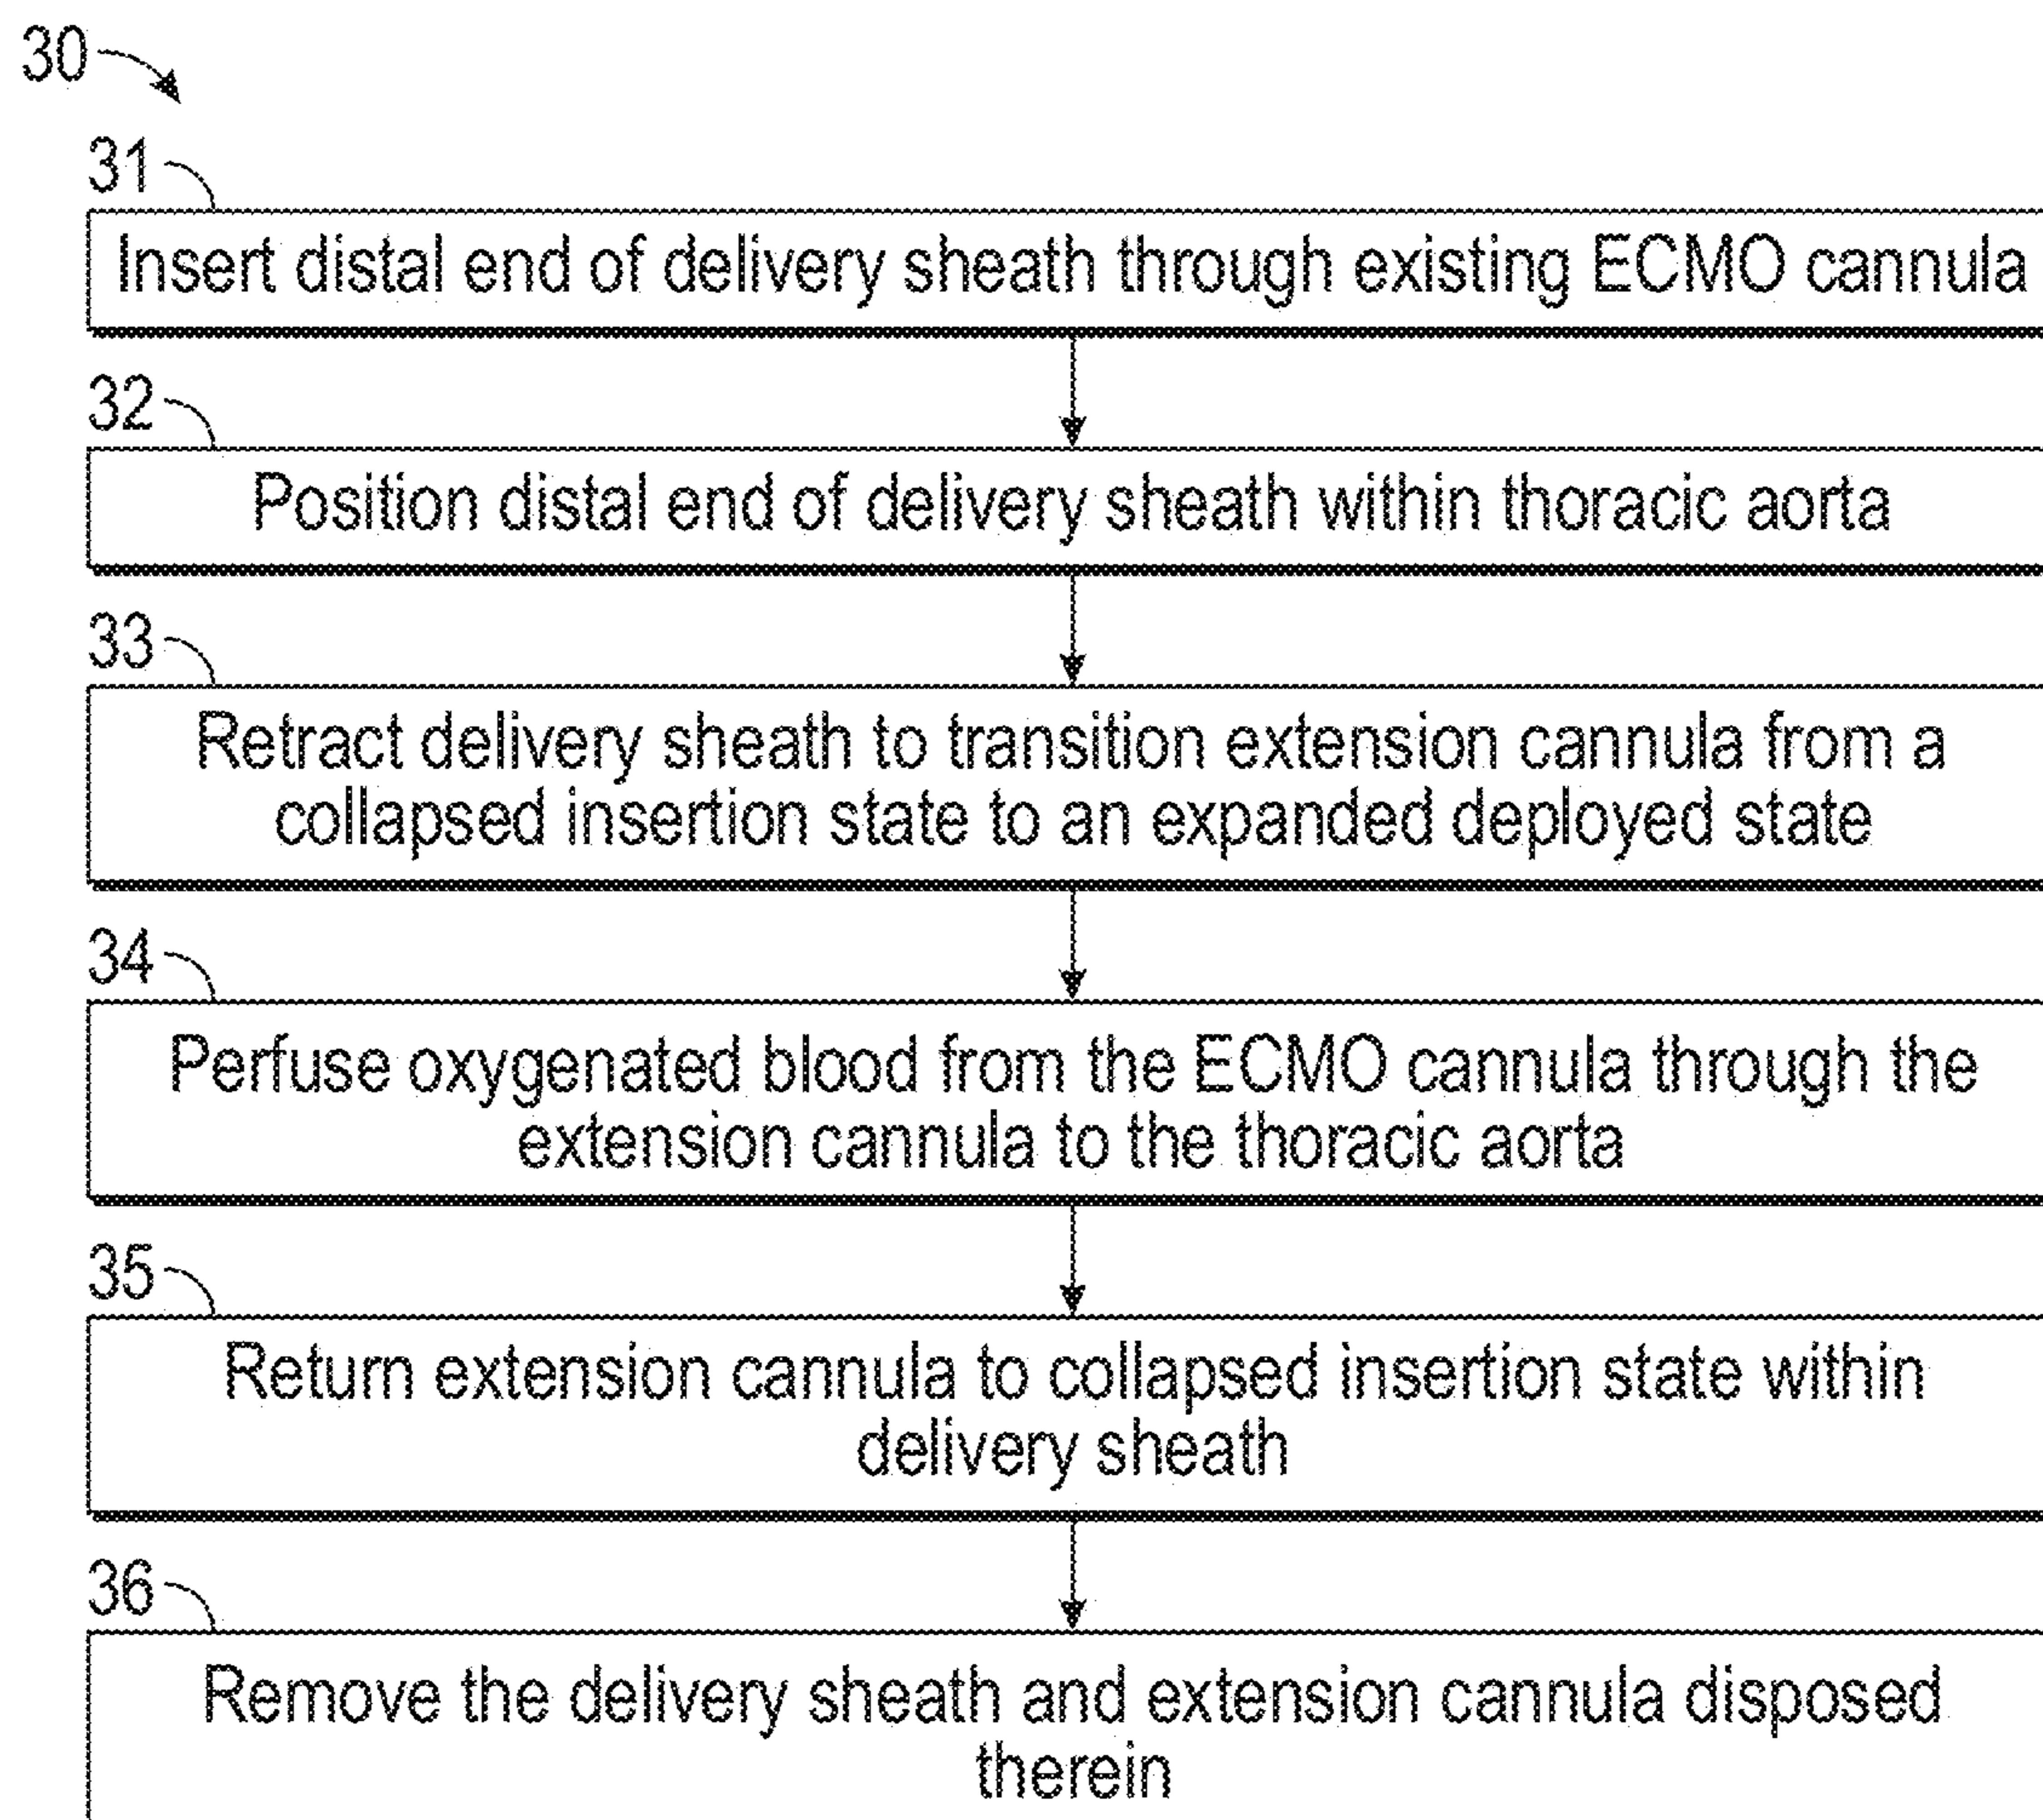 30
31
Insert distal end of delivery sheath through existing ECMO cannula
32
Position distal end of delivery sheath within thoracic aorta
33
Retract delivery sheath to transition extension cannula from a
collapsed insertion state to an expanded deployed state
34
Perfuse oxygenated blood from the ECMO cannula through the
extension cannula to the thoracic aorta
35
Return extension cannula to collapsed insertion state within
delivery sheath
36
Remove the delivery sheath and extension cannula disposed
therein